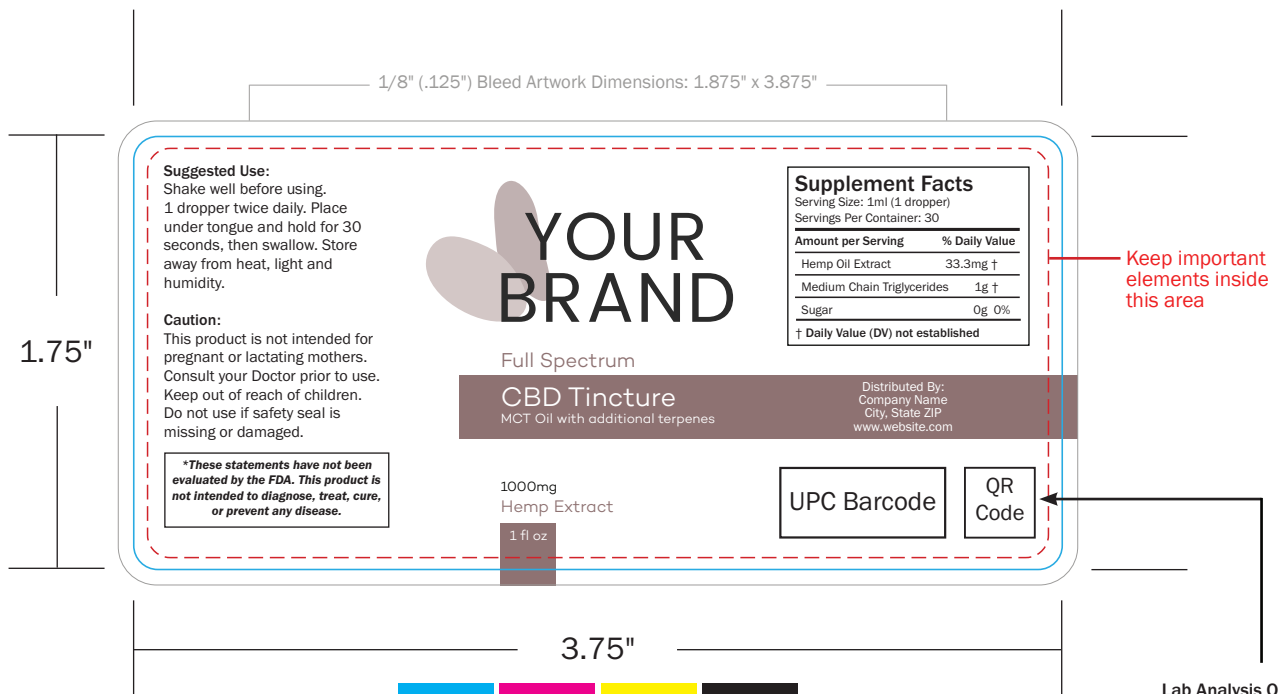 1/8" (.125") Bleed Artwork Dimensions: 1.875" x 3.875"
Suggested Use:
Shake well before using.
1 dropper twice daily. Place
under tongue and hold for 30
seconds, then swallow. Store
away from heat, light and
humidity.
Caution:
This product is not intended for
pregnant or lactating mothers.
Consult your Doctor prior to use.
Keep out of reach of children.
Do not use if safety seal is
missing or damaged.
*These statements have not been
evaluated by the FDA. This product is
not intended to diagnose, treat, cure,
or prevent any disease.
YOUR
BRAND
Full Spectrum
CBD Tincture
MCT Oil with additional terpenes
1000mg
Hemp Extract
1 fl oz
Supplement Facts
Serving Size: 1ml (1 dropper)
Servings Per Container: 30
Amount per Serving % Daily Value
Hemp Oil Extract 33.3mg †
Medium Chain Triglycerides 1g †
Sugar 0g 0%
† Daily Value (DV) not established
Distributed By:
Company Name
City, State ZIP
www.website.com
UPC Barcode
QR
Code
Keep important
elements inside
this area
1.75"
3.75"
Lab Analysis